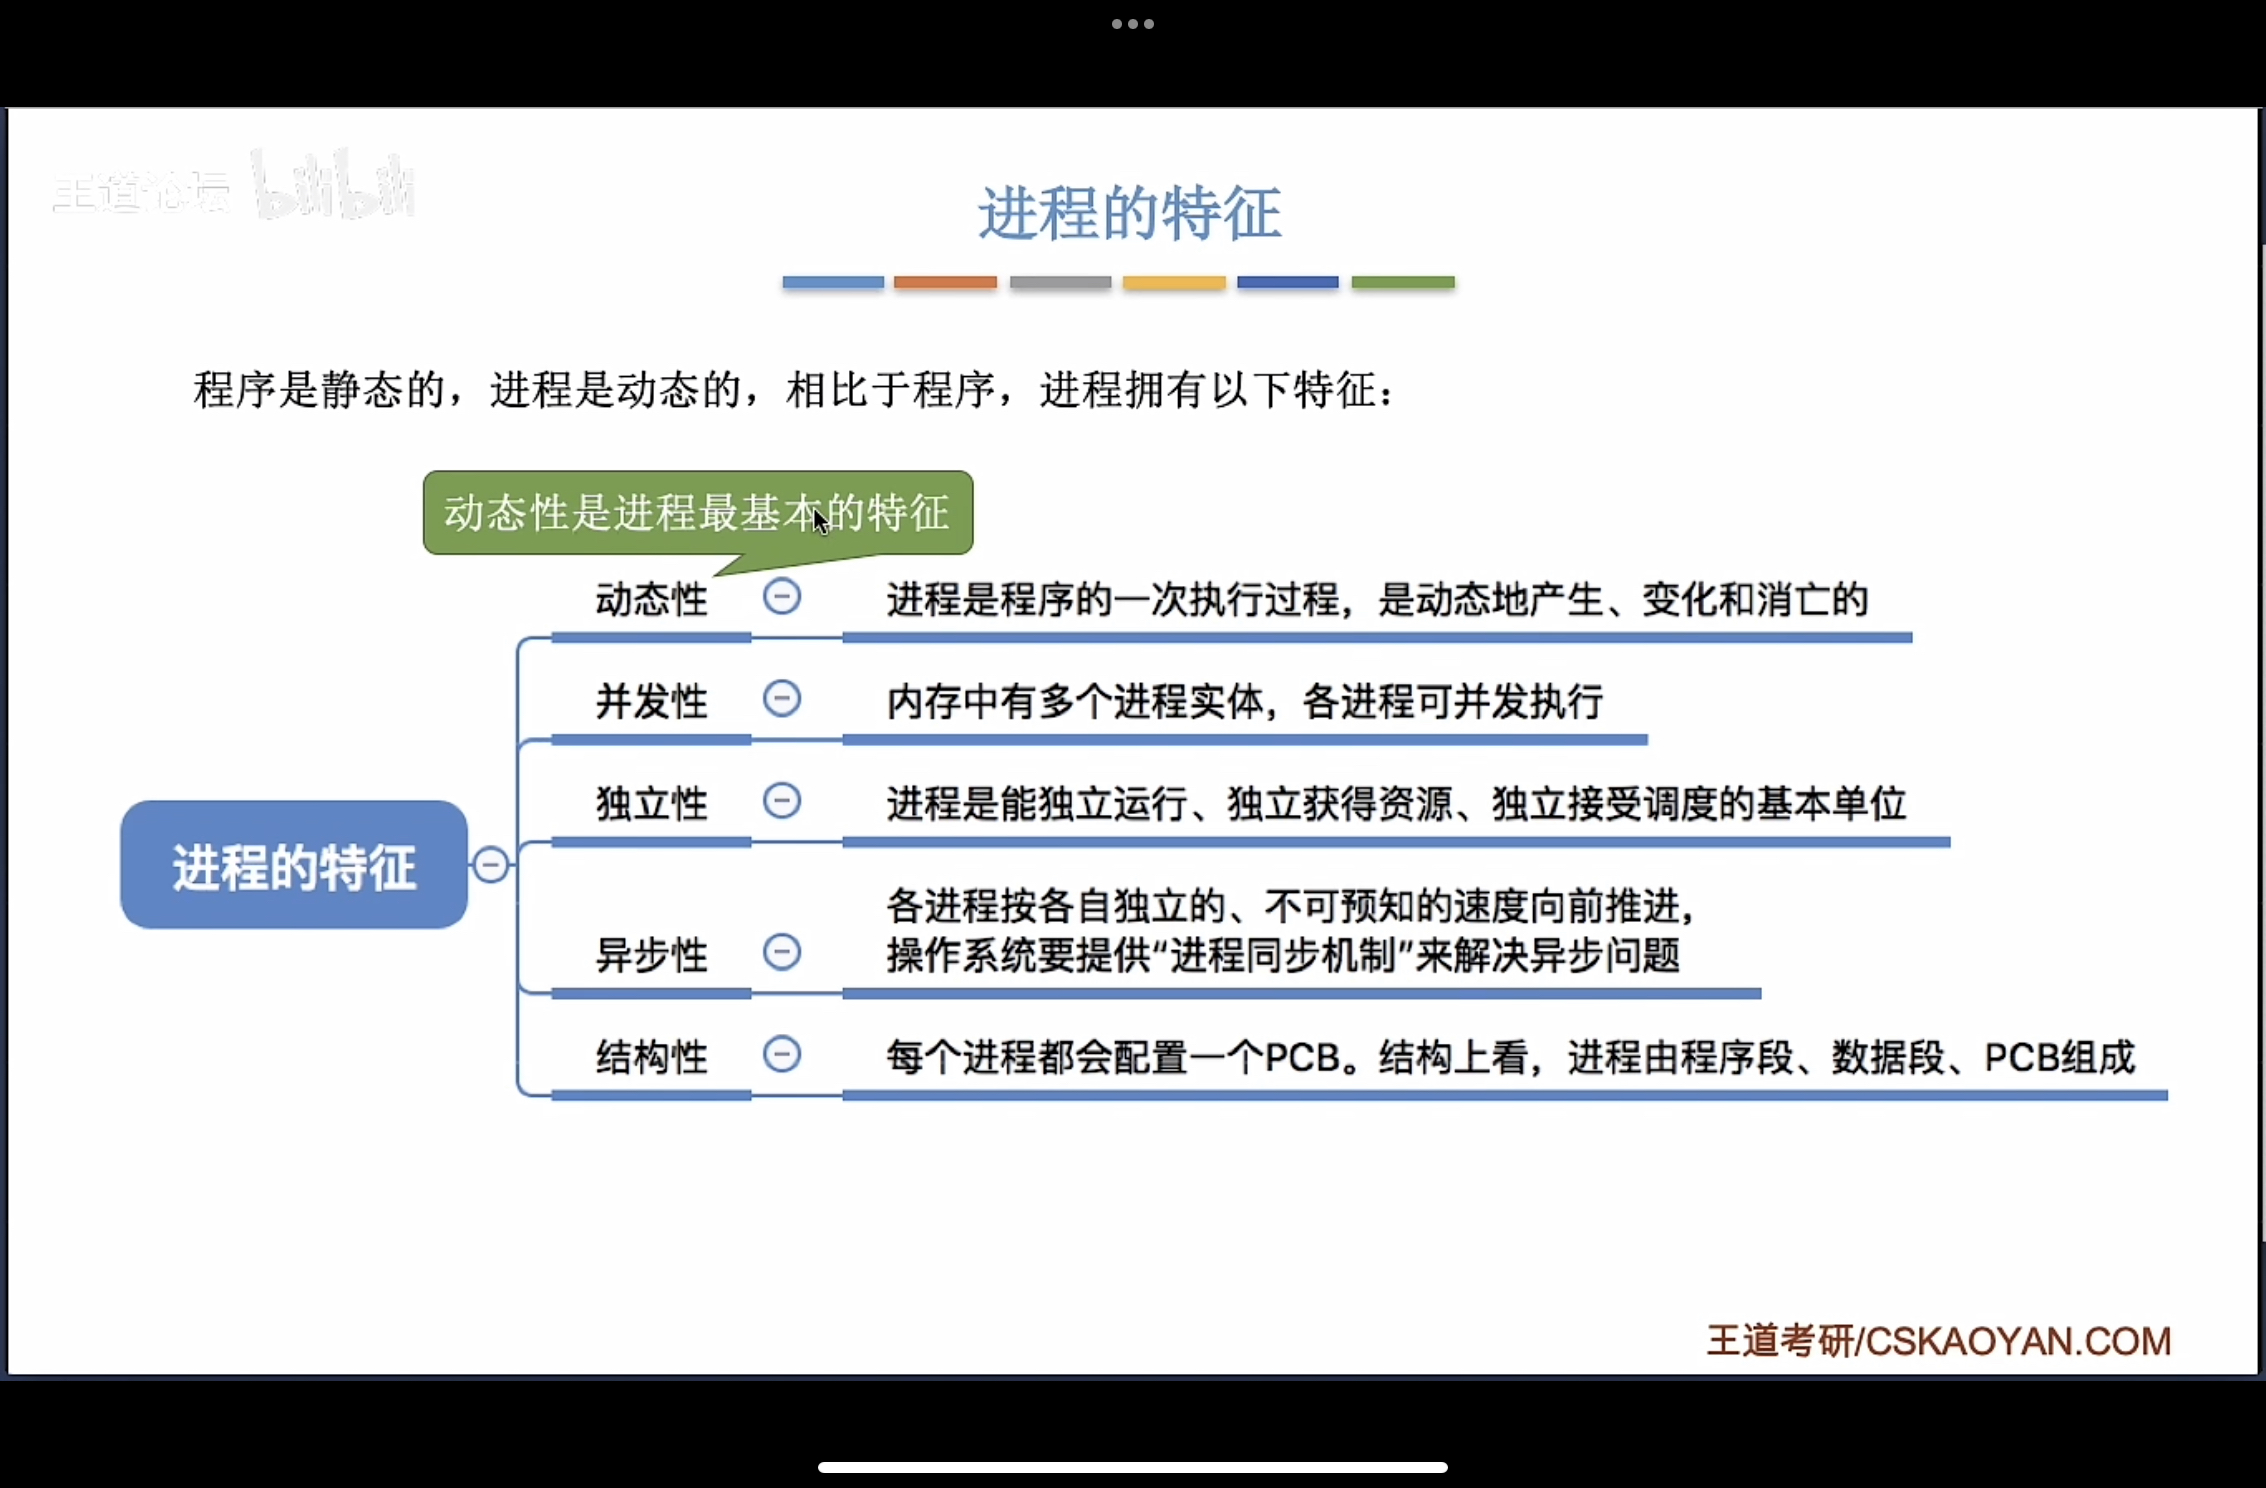 王道论坛 bilibili
进程的特征
程序是静态的，进程是动态的，相比于程序，进程拥有以下特征：
动态性是进程最基本的特征
动态性 进程是程序的一次执行过程，是动态地产生、变化和消亡的
并发性 内存中有多个进程实体，各进程可并发执行
独立性 进程是能独立运行、独立获得资源、独立接受调度的基本单位
进程的特征
各进程按各自独立的、不可预知的速度向前推进，
异步性 操作系统要提供“进程同步机制”来解决异步问题
结构性 每个进程都会配置一个PCB。结构上看，进程由程序段、数据段、PCB组成
王道考研/CSKAOYAN.COM